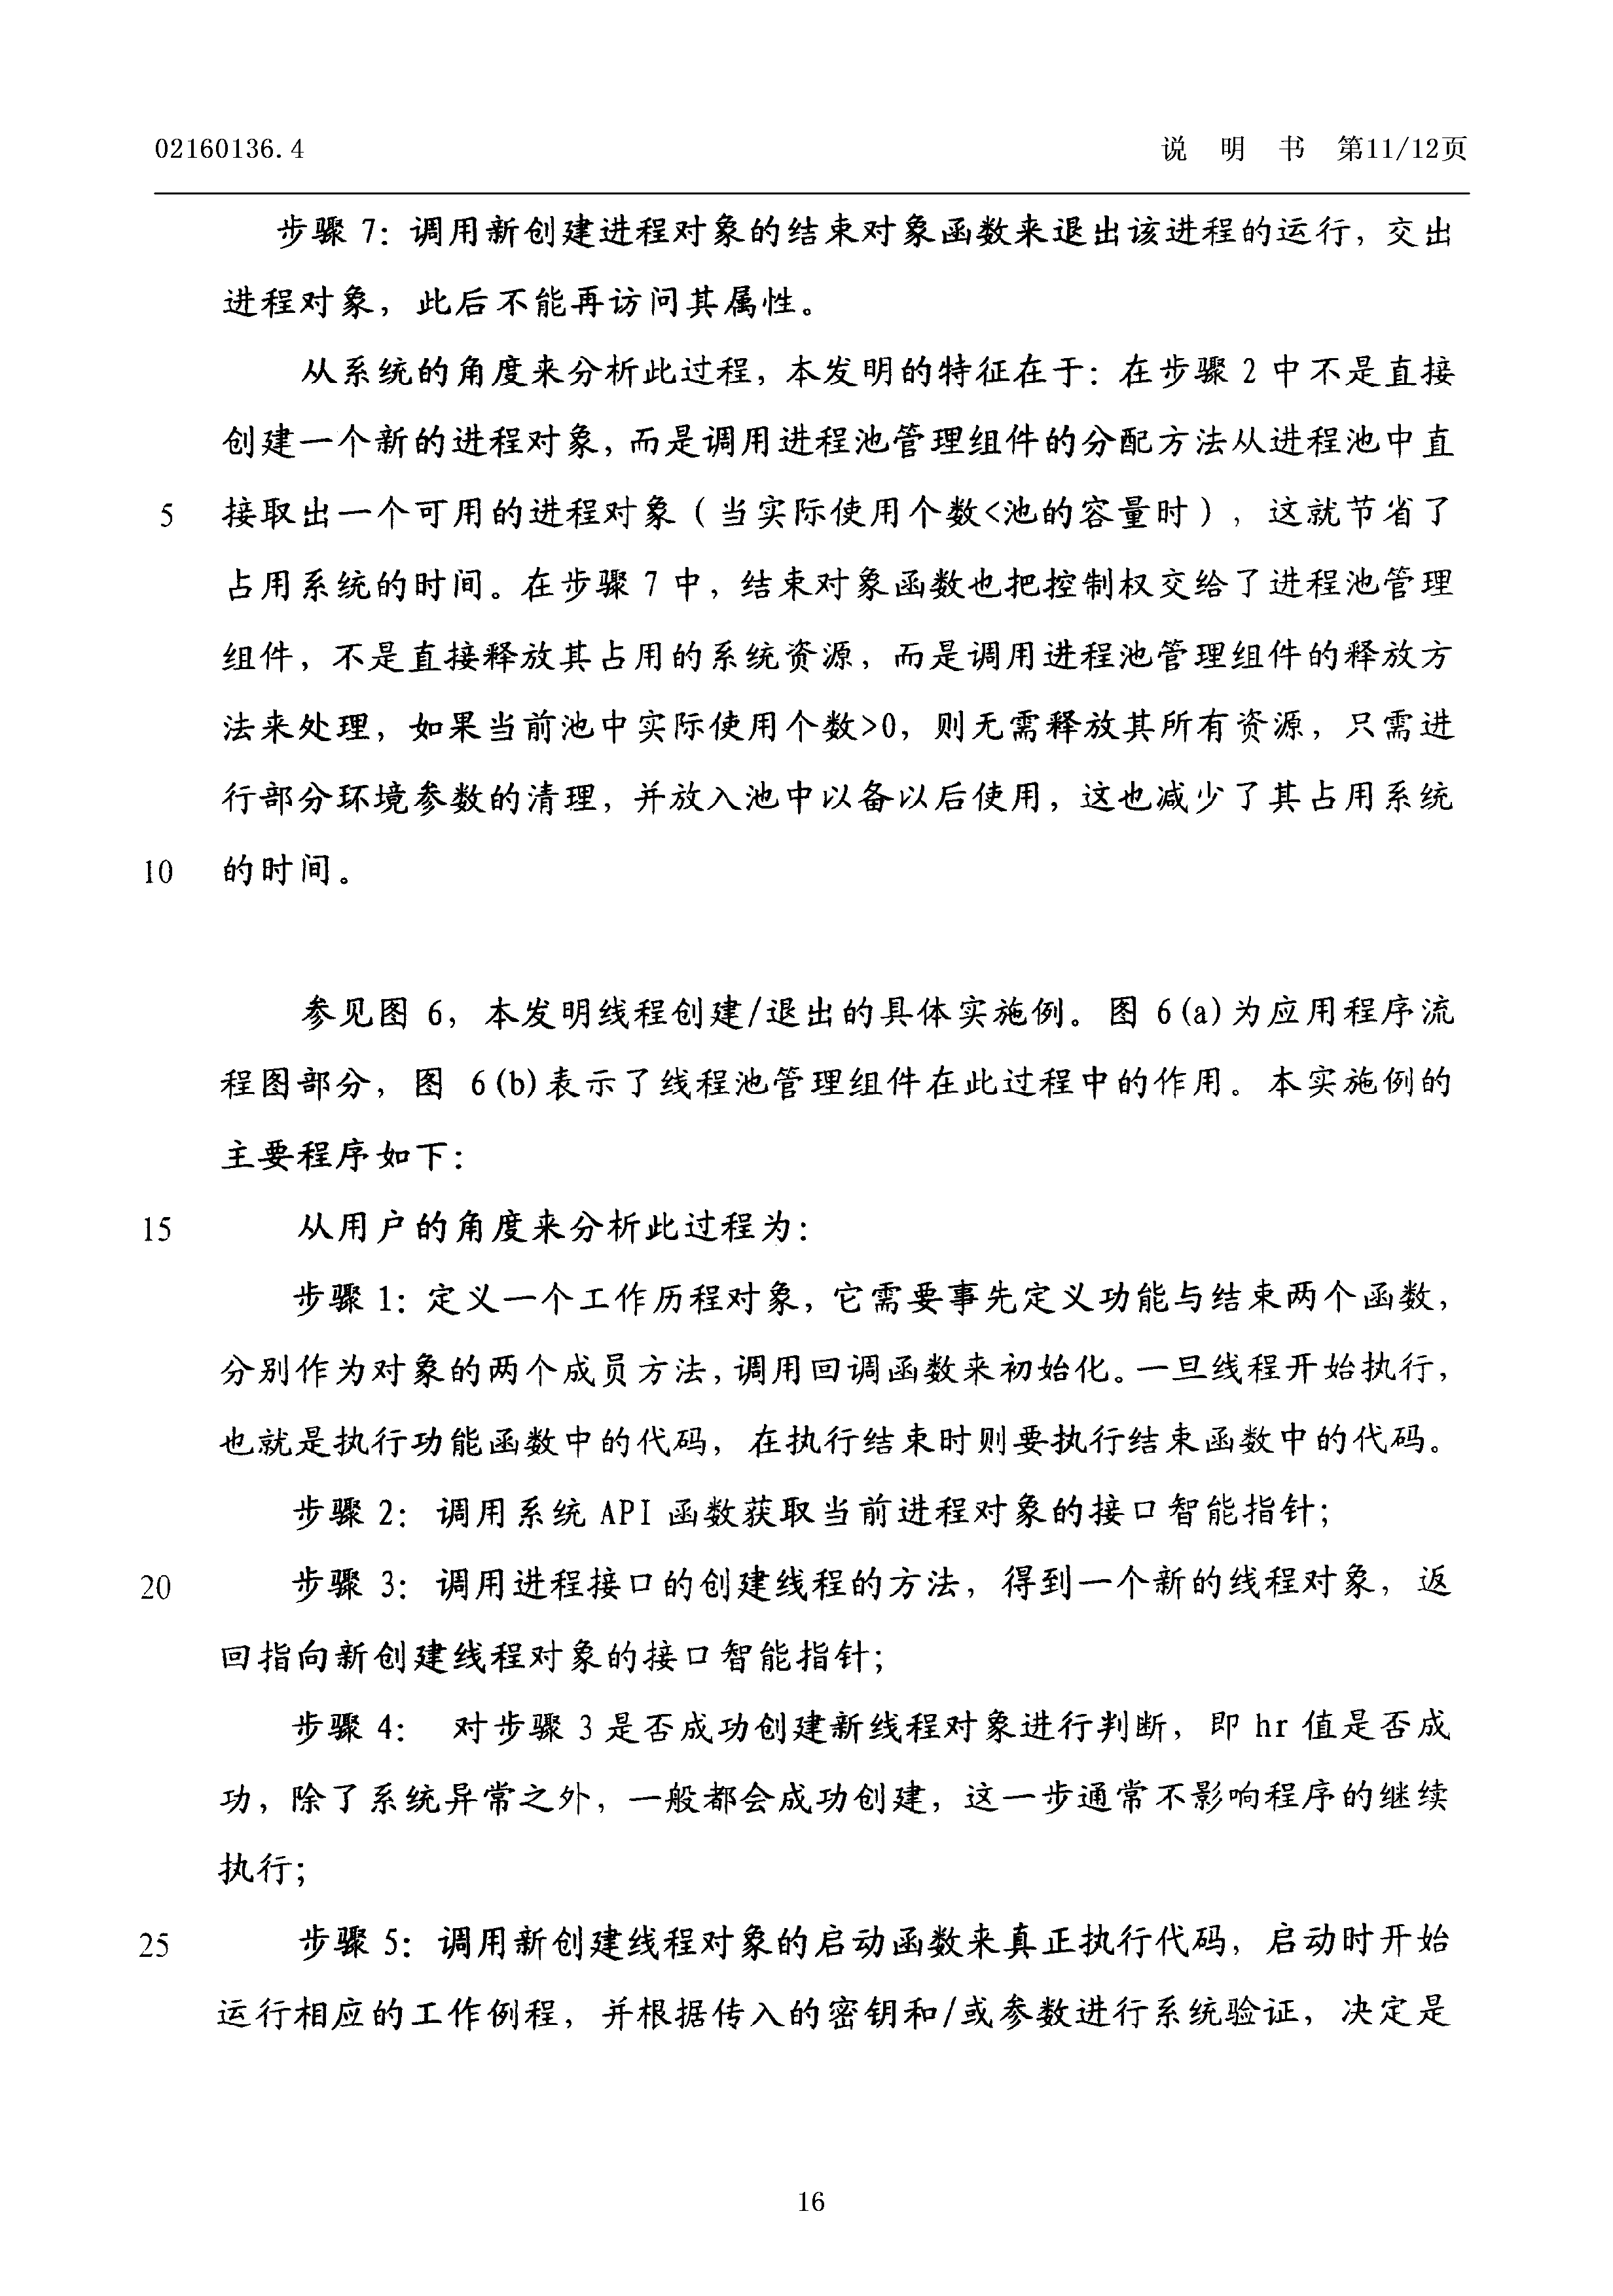 02160136.4
说 明 书 第11/12页
步骤 7：调用新创建进程对象的结束对象函数来退出该进程的运行，交出
进程对象，此后不能再访问其属性。
从系统的角度来分析此过程，本发明的特征在于：在步骤 2 中不是直接
创建一个新的进程对象，而是调用进程池管理组件的分配方法从进程池中直
5 接取出一个可用的进程对象（当实际使用个数<池的容量时），这就节省了
占用系统的时间。在步骤 7 中，结束对象函数也把控制权交给了进程池管理
组件，不是直接释放其占用的系统资源，而是调用进程池管理组件的释放方
法来处理，如果当前池中实际使用个数>0，则无需释放其所有资源，只需进
行部分环境参数的清理，并放入池中以备以后使用，这也减少了其占用系统
10 的时间。
参见图 6，本发明线程创建/退出的具体实施例。图 6(a)为应用程序流
程图部分，图 6(b)表示了线程池管理组件在此过程中的作用。本实施例的
主要程序如下：
15 从用户的角度来分析此过程为：
步骤 1：定义一个工作历程对象，它需要事先定义功能与结束两个函数，
分别作为对象的两个成员方法，调用回调函数来初始化。一旦线程开始执行，
也就是执行功能函数中的代码，在执行结束时则要执行结束函数中的代码。
步骤 2：调用系统 API 函数获取当前进程对象的接口智能指针；
20 步骤 3：调用进程接口的创建线程的方法，得到一个新的线程对象，返
回指向新创建线程对象的接口智能指针；
步骤 4： 对步骤 3 是否成功创建新线程对象进行判断，即 hr 值是否成
功，除了系统异常之外，一般都会成功创建，这一步通常不影响程序的继续
执行；
25 步骤 5：调用新创建线程对象的启动函数来真正执行代码，启动时开始
运行相应的工作例程，并根据传入的密钥和/或参数进行系统验证，决定是
16